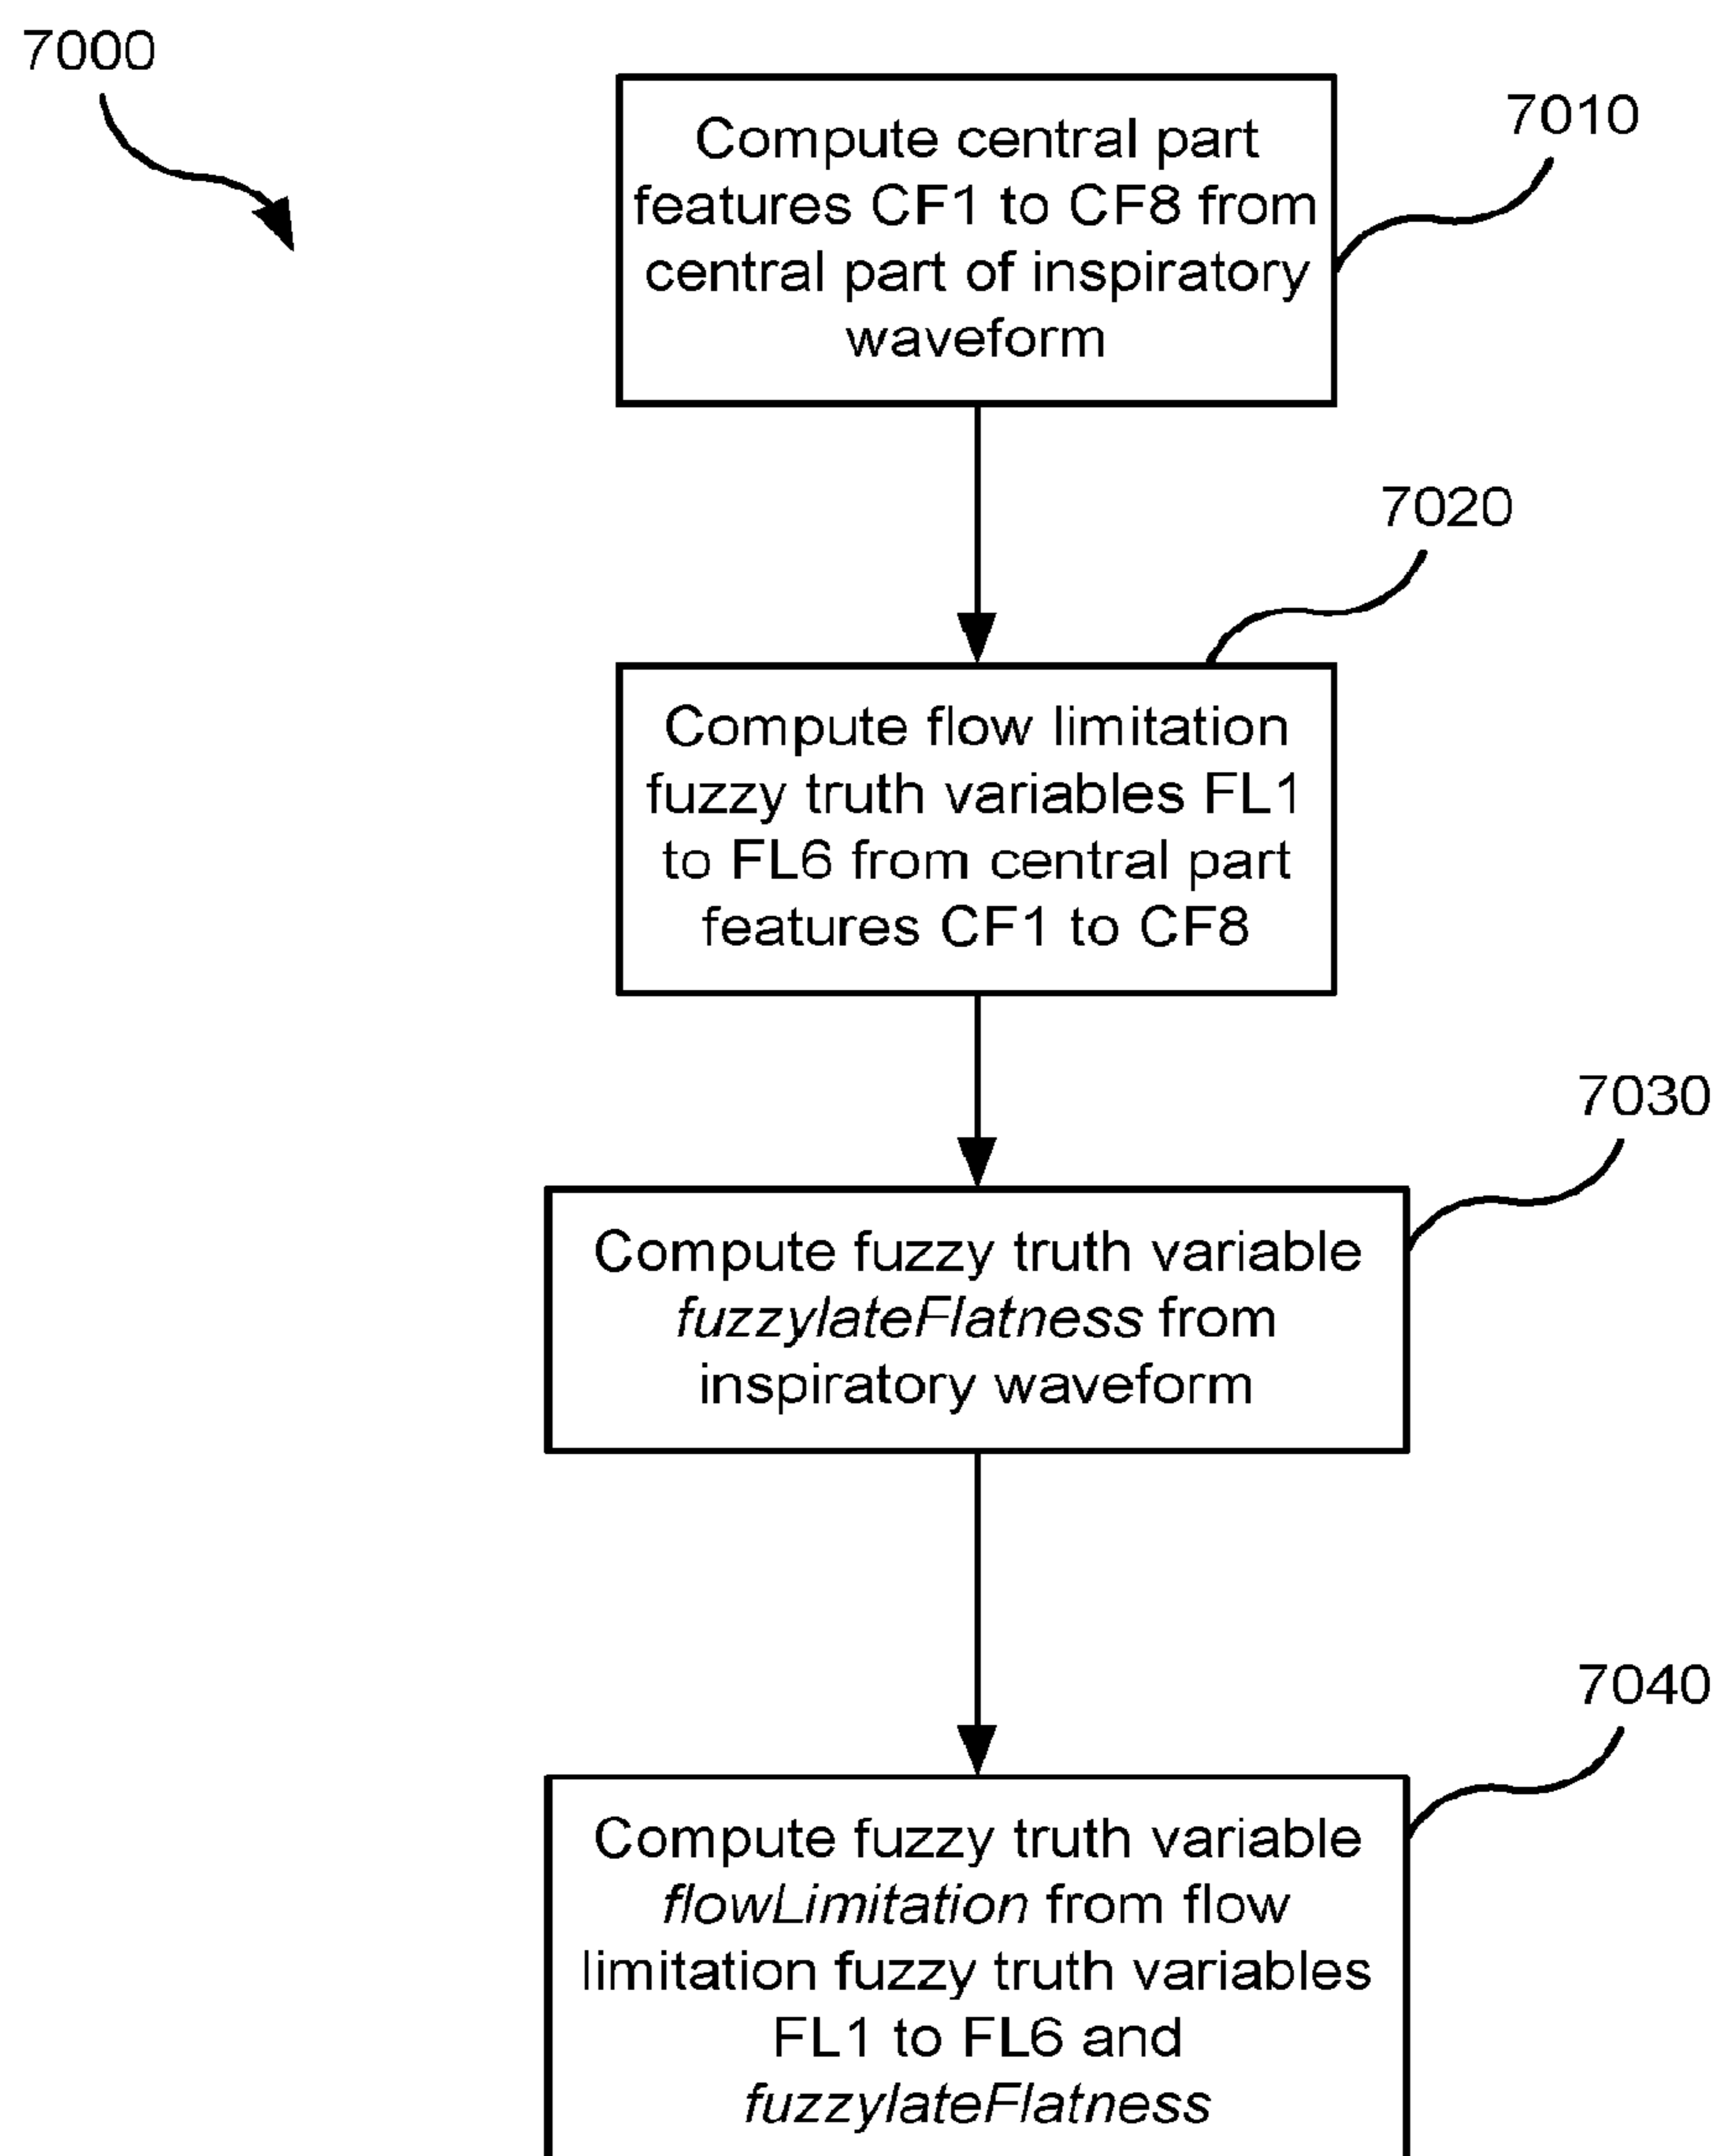 7000
Compute central part
features CF1 to CF8 from
central part of inspiratory
waveform
7010
7020
Compute flow limitation
fuzzy truth variables FL1
to FL6 from central part
features CF1 to CF8
7030
Compute fuzzy truth variable
fuzzylateFlatness from
inspiratory waveform
7040
Compute fuzzy truth variable
flowLimitation from flow
limitation fuzzy truth variables
FL1 to FL6 and
fuzzylateFlatness